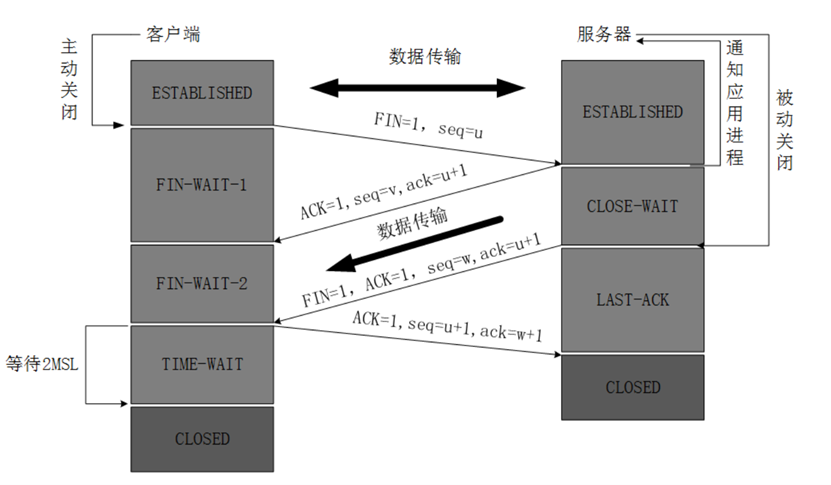 客户端
服务器
主动关闭
数据传输
通知应用进程
被动关闭
ESTABLISHED
ESTABLISHED
FIN=1, seq=u
FIN-WAIT-1
ACK=1,seq=v,ack=u+1
CLOSE-WAIT
数据传输
FIN-WAIT-2
FIN=1, ACK=1, seq=w,ack=u+1
LAST-ACK
ACK=1,seq=u+1,ack=w+1
等待2MSL
TIME-WAIT
CLOSED
CLOSED